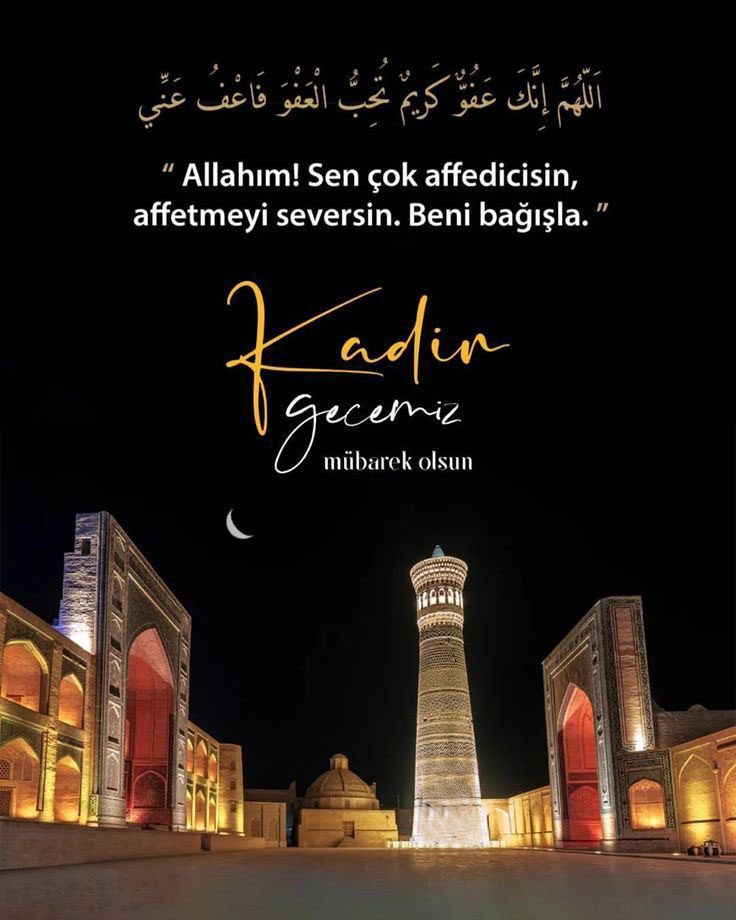 اَللّٰهُمَّ إِنَّكَ عَفُوٌّ كَرِيمٌ تُحِبُّ الْعَفْوَ فَاعْفُ عَنِّي
“ Allahım! Sen çok affedicisin,
affetmeyi seversin. Beni bağışla. ”
Kadir
gecemiz
mübarek olsun